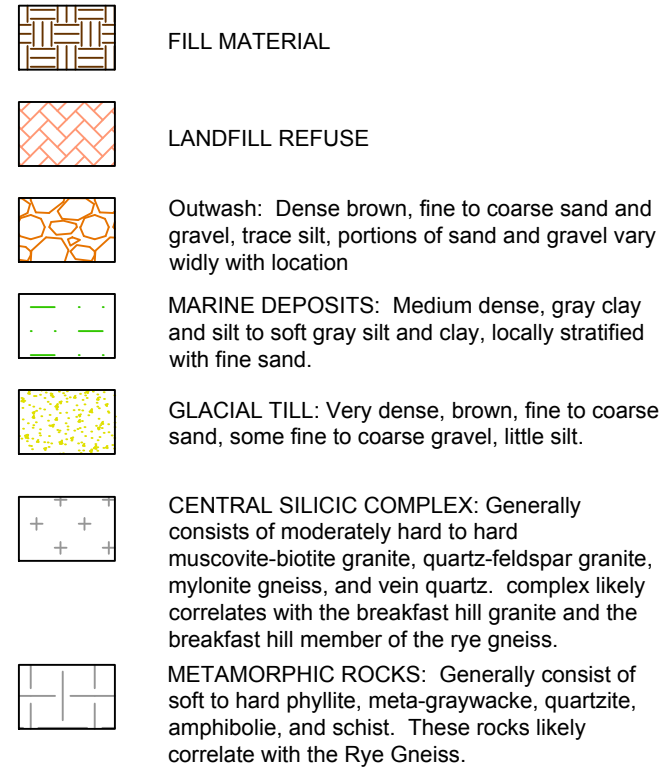 FILL MATERIAL
LANDFILL REFUSE
Outwash: Dense brown, fine to coarse sand and
gravel, trace silt, portions of sand and gravel vary
widly with location
MARINE DEPOSITS: Medium dense, gray clay
and silt to soft gray silt and clay, locally stratified
with fine sand.
GLACIAL TILL: Very dense, brown, fine to coarse
sand, some fine to coarse gravel, little silt.
CENTRAL SILICIC COMPLEX: Generally
consists of moderately hard to hard
muscovite-biotite granite, quartz-feldspar granite,
mylonite gneiss, and vein quartz. complex likely
correlates with the breakfast hill granite and the
breakfast hill member of the rye gneiss.
METAMORPHIC ROCKS: Generally consist of
soft to hard phyllite, meta-graywacke, quartzite,
amphibolie, and schist. These rocks likely
correlate with the Rye Gneiss.